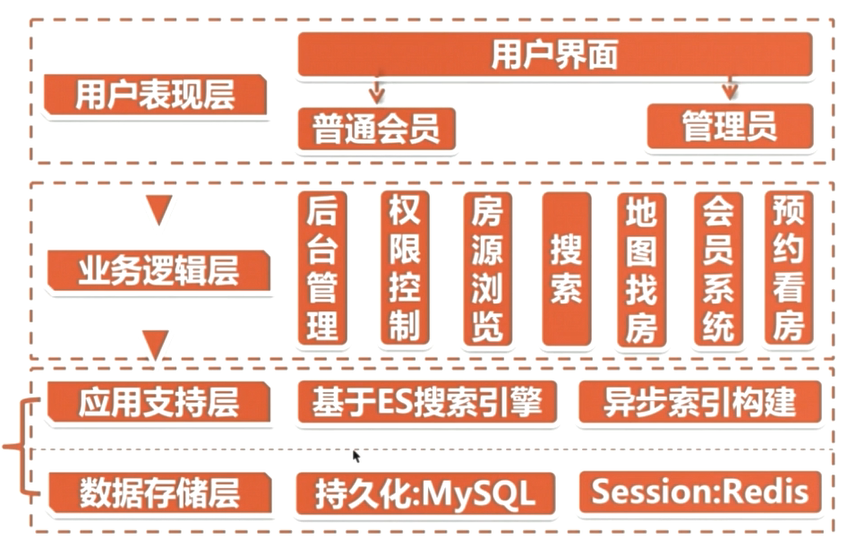 用户界面
用户表现层
普通会员
管理员
业务逻辑层
后台管理
权限控制
房源浏览
搜索
地图找房
会员系统
预约看房
应用支持层
基于ES搜索引擎
异步索引构建
数据存储层
持久化:MySQL
Session:Redis